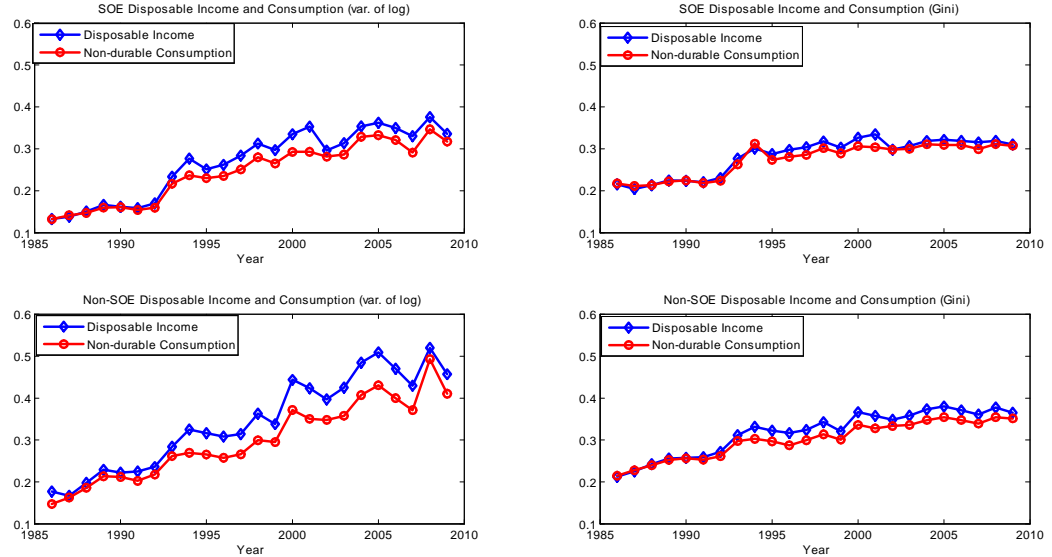 SOE Disposable Income and Consumption (var. of log)
0.6
0.5
0.4
0.3
0.2
0.1
Disposable Income
Non-durable Consumption
1985 1990 1995 2000 2005 2010
Year
SOE Disposable Income and Consumption (Gini)
0.6
0.5
0.4
0.3
0.2
0.1
Disposable Income
Non-durable Consumption
1985 1990 1995 2000 2005 2010
Year
Non-SOE Disposable Income and Consumption (var. of log)
0.6
0.5
0.4
0.3
0.2
0.1
Disposable Income
Non-durable Consumption
1985 1990 1995 2000 2005 2010
Year
Non-SOE Disposable Income and Consumption (Gini)
0.6
0.5
0.4
0.3
0.2
0.1
Disposable Income
Non-durable Consumption
1985 1990 1995 2000 2005 2010
Year